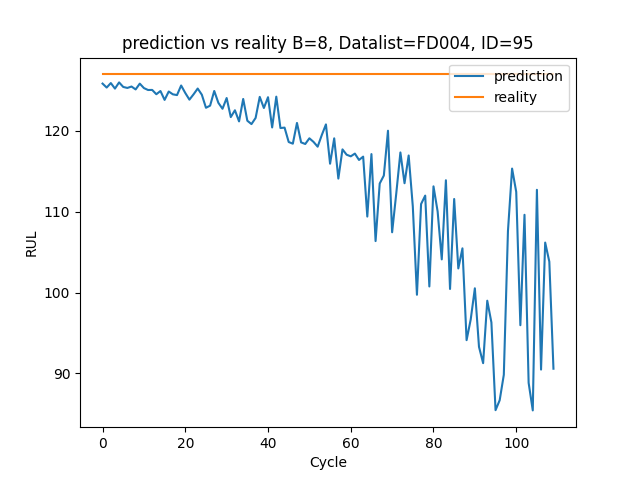 prediction vs reality B=8, Datalist=FD004, ID=95
prediction
reality
120
110
100
90
RUL
0
20
40
60
80
100
Cycle